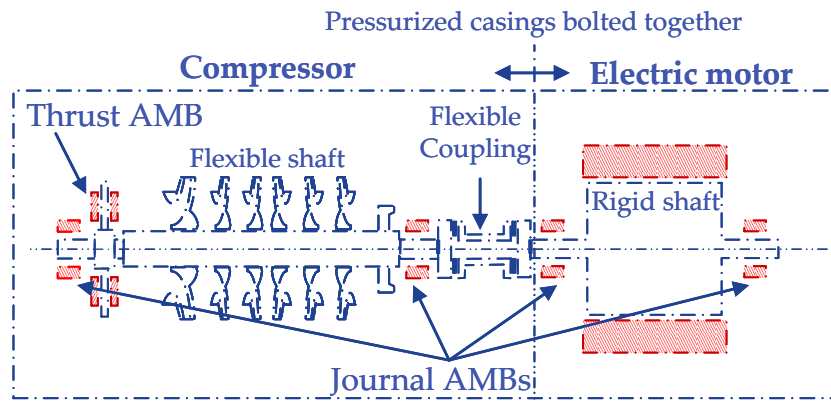 Pressurized casings bolted together
Compressor
Electric motor
Thrust AMB
Flexible
Coupling
Flexible shaft
Rigid shaft
Journal AMBs